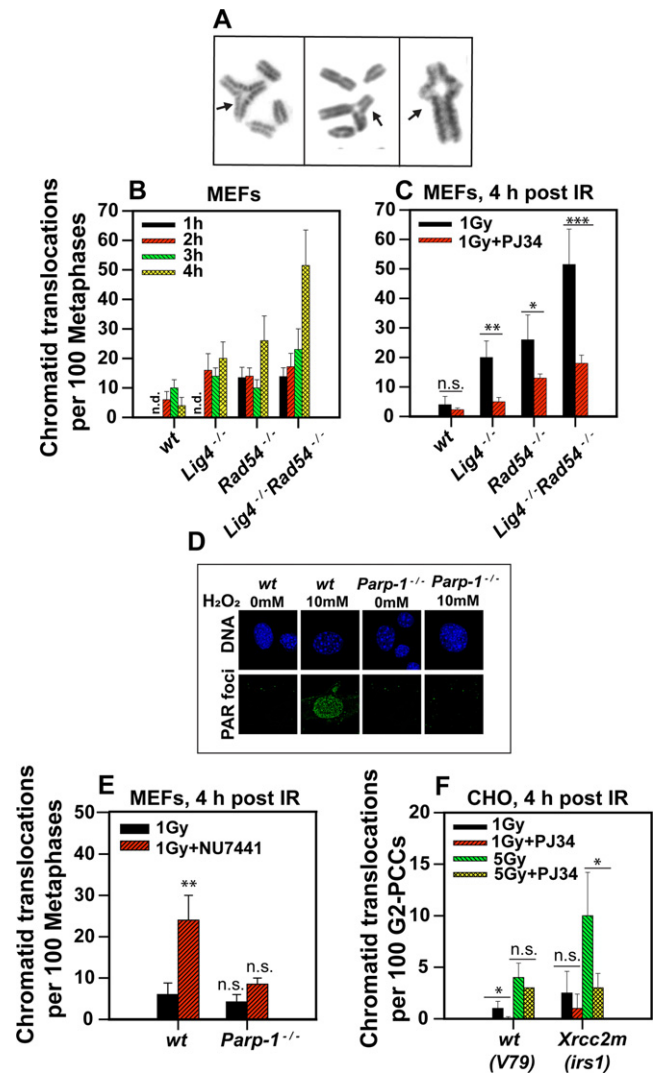 A
B
MEFs
Chromatid translocations
per 100 Metaphases
70
60
50
40
30
20
10
0
1h
2h
3h
4h
n.d.
n.d.
wt
Lig4 -/-
Rad54 -/-
Lig4 -/- Rad54 -/-
C
MEFs, 4 h post IR
70
60
50
40
30
20
10
0
1Gy
1Gy+PJ34
n.s.
**
*
***
wt
Lig4 -/-
Rad54 -/-
Lig4 -/- Rad54 -/-
D
wt wt Parp-1 -/- Parp-1 -/-
H2O2 0mM 10mM 0mM 10mM
DNA
PAR foci
E
MEFs, 4 h post IR
Chromatid translocations
per 100 Metaphases
50
40
30
20
10
0
1Gy
1Gy+NU7441
**
n.s.
n.s.
wt
Parp-1 -/-
F
CHO, 4 h post IR
Chromatid translocations
per 100 G2-PCCs
20
15
10
5
0
1Gy
1Gy+PJ34
5Gy
5Gy+PJ34
*
n.s.
n.s.
*
wt
(V79)
Xrcc2m
(irs1)